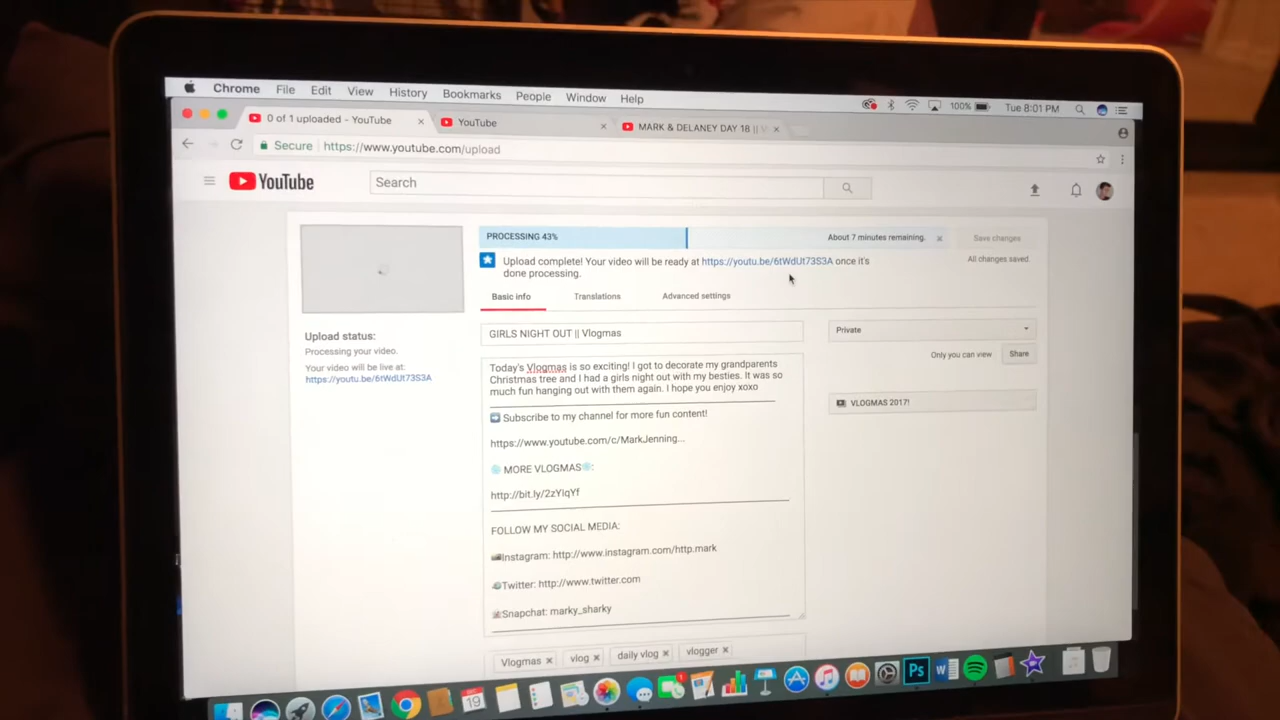 Chrome File Edit View History Bookmarks People Window Help
100% Tue 8:01 PM
0 of 1 uploaded - YouTube
YouTube
MARK & DELANEY DAY 18 ||
Secure https://www.youtube.com/upload
YouTube
Search
PROCESSING 43%
About 7 minutes remaining.
Save changes
Upload complete! Your video will be ready at https://youtu.be/6tWdUt73S3A once it's
done processing.
All changes saved.
Basic info Translations Advanced settings
Upload status:
Processing your video.
Your video will be live at:
https://youtu.be/6tWdUt73S3A
GIRLS NIGHT OUT || Vlogmas
Private
Only you can view Share
VLOGMAS 2017!
Today's Vlogmas is so exciting! I got to decorate my grandparents
Christmas tree and I had a girls night out with my besties. It was so
much fun hanging out with them again. I hope you enjoy xoxo
Subscribe to my channel for more fun content!
https://www.youtube.com/c/MarkJenning...
MORE VLOGMAS :
http://bit.ly/2zYlqYf
FOLLOW MY SOCIAL MEDIA:
Instagram: http://www.instagram.com/http.mark
Twitter: http://www.twitter.com
Snapchat: marky_sharky
Vlogmas × vlog × daily vlog × vlogger ×
19
1
Ps
W